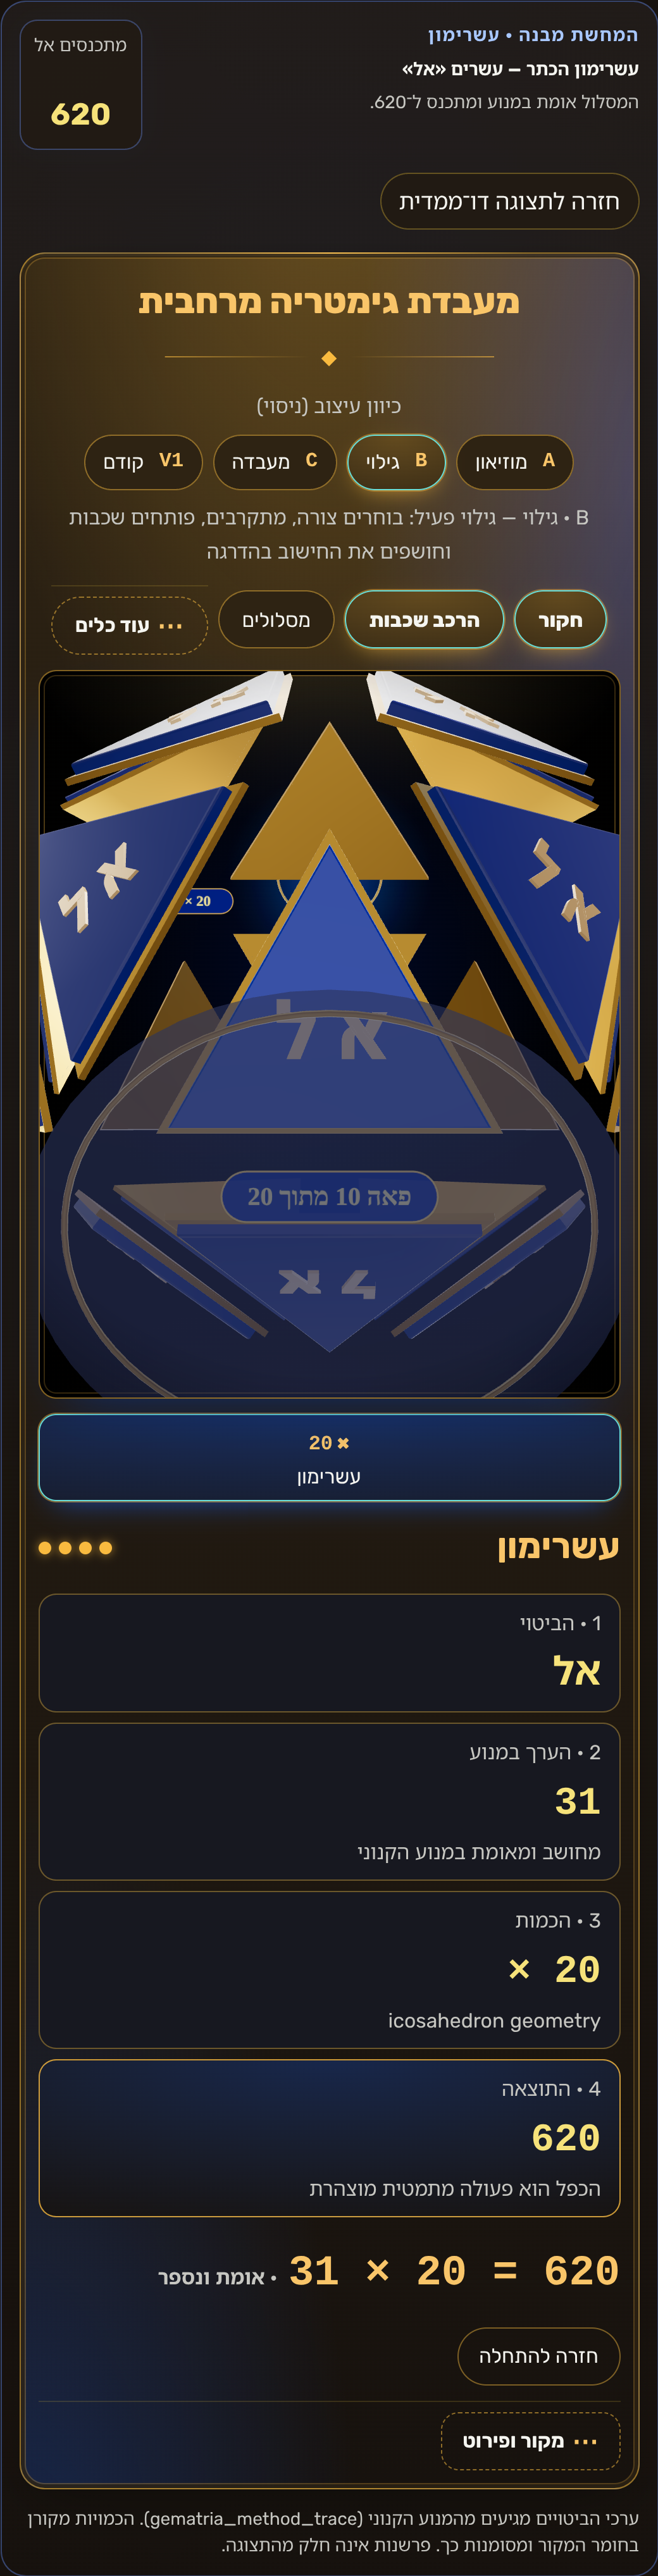 המחשת מבנה • עשרימון
עשרימון הכתר – עשרים «אל»
המסלול אומת במנוע ומתכנס ל־620.
מתכנסים אל
620
חזרה לתצוגה דו־ממדית
מעבדת גימטריה מרחבית
כיוון עיצוב (ניסוי)
A מוזיאון
B גילוי
C מעבדה
V1 קודם
B • גילוי — גילוי פעיל: בוחרים צורה, מתקרבים, פותחים שכבות
וחושפים את החישוב בהדרגה
חקור
הרכב שכבות
מסלולים
⋯ עוד כלים
אל
אל
× 20
אל
פאה 10 מתוך 20
אל
20 ✖
עשרימון
עשרימון
1 • הביטוי
אל
2 • הערך במנוע
31
מחושב ומאומת במנוע הקנוני
3 • הכמות
× 20
icosahedron geometry
4 • התוצאה
620
הכפל הוא פעולה מתמטית מוצהרת
31 × 20 = 620 • אומת ונספר
חזרה להתחלה
⋯ מקור ופירוט
ערכי הביטויים מגיעים מהמנוע הקנוני (gematria_method_trace). הכמויות מקורן
בחומר המקור ומסומנות כך. פרשנות אינה חלק מהתצוגה.